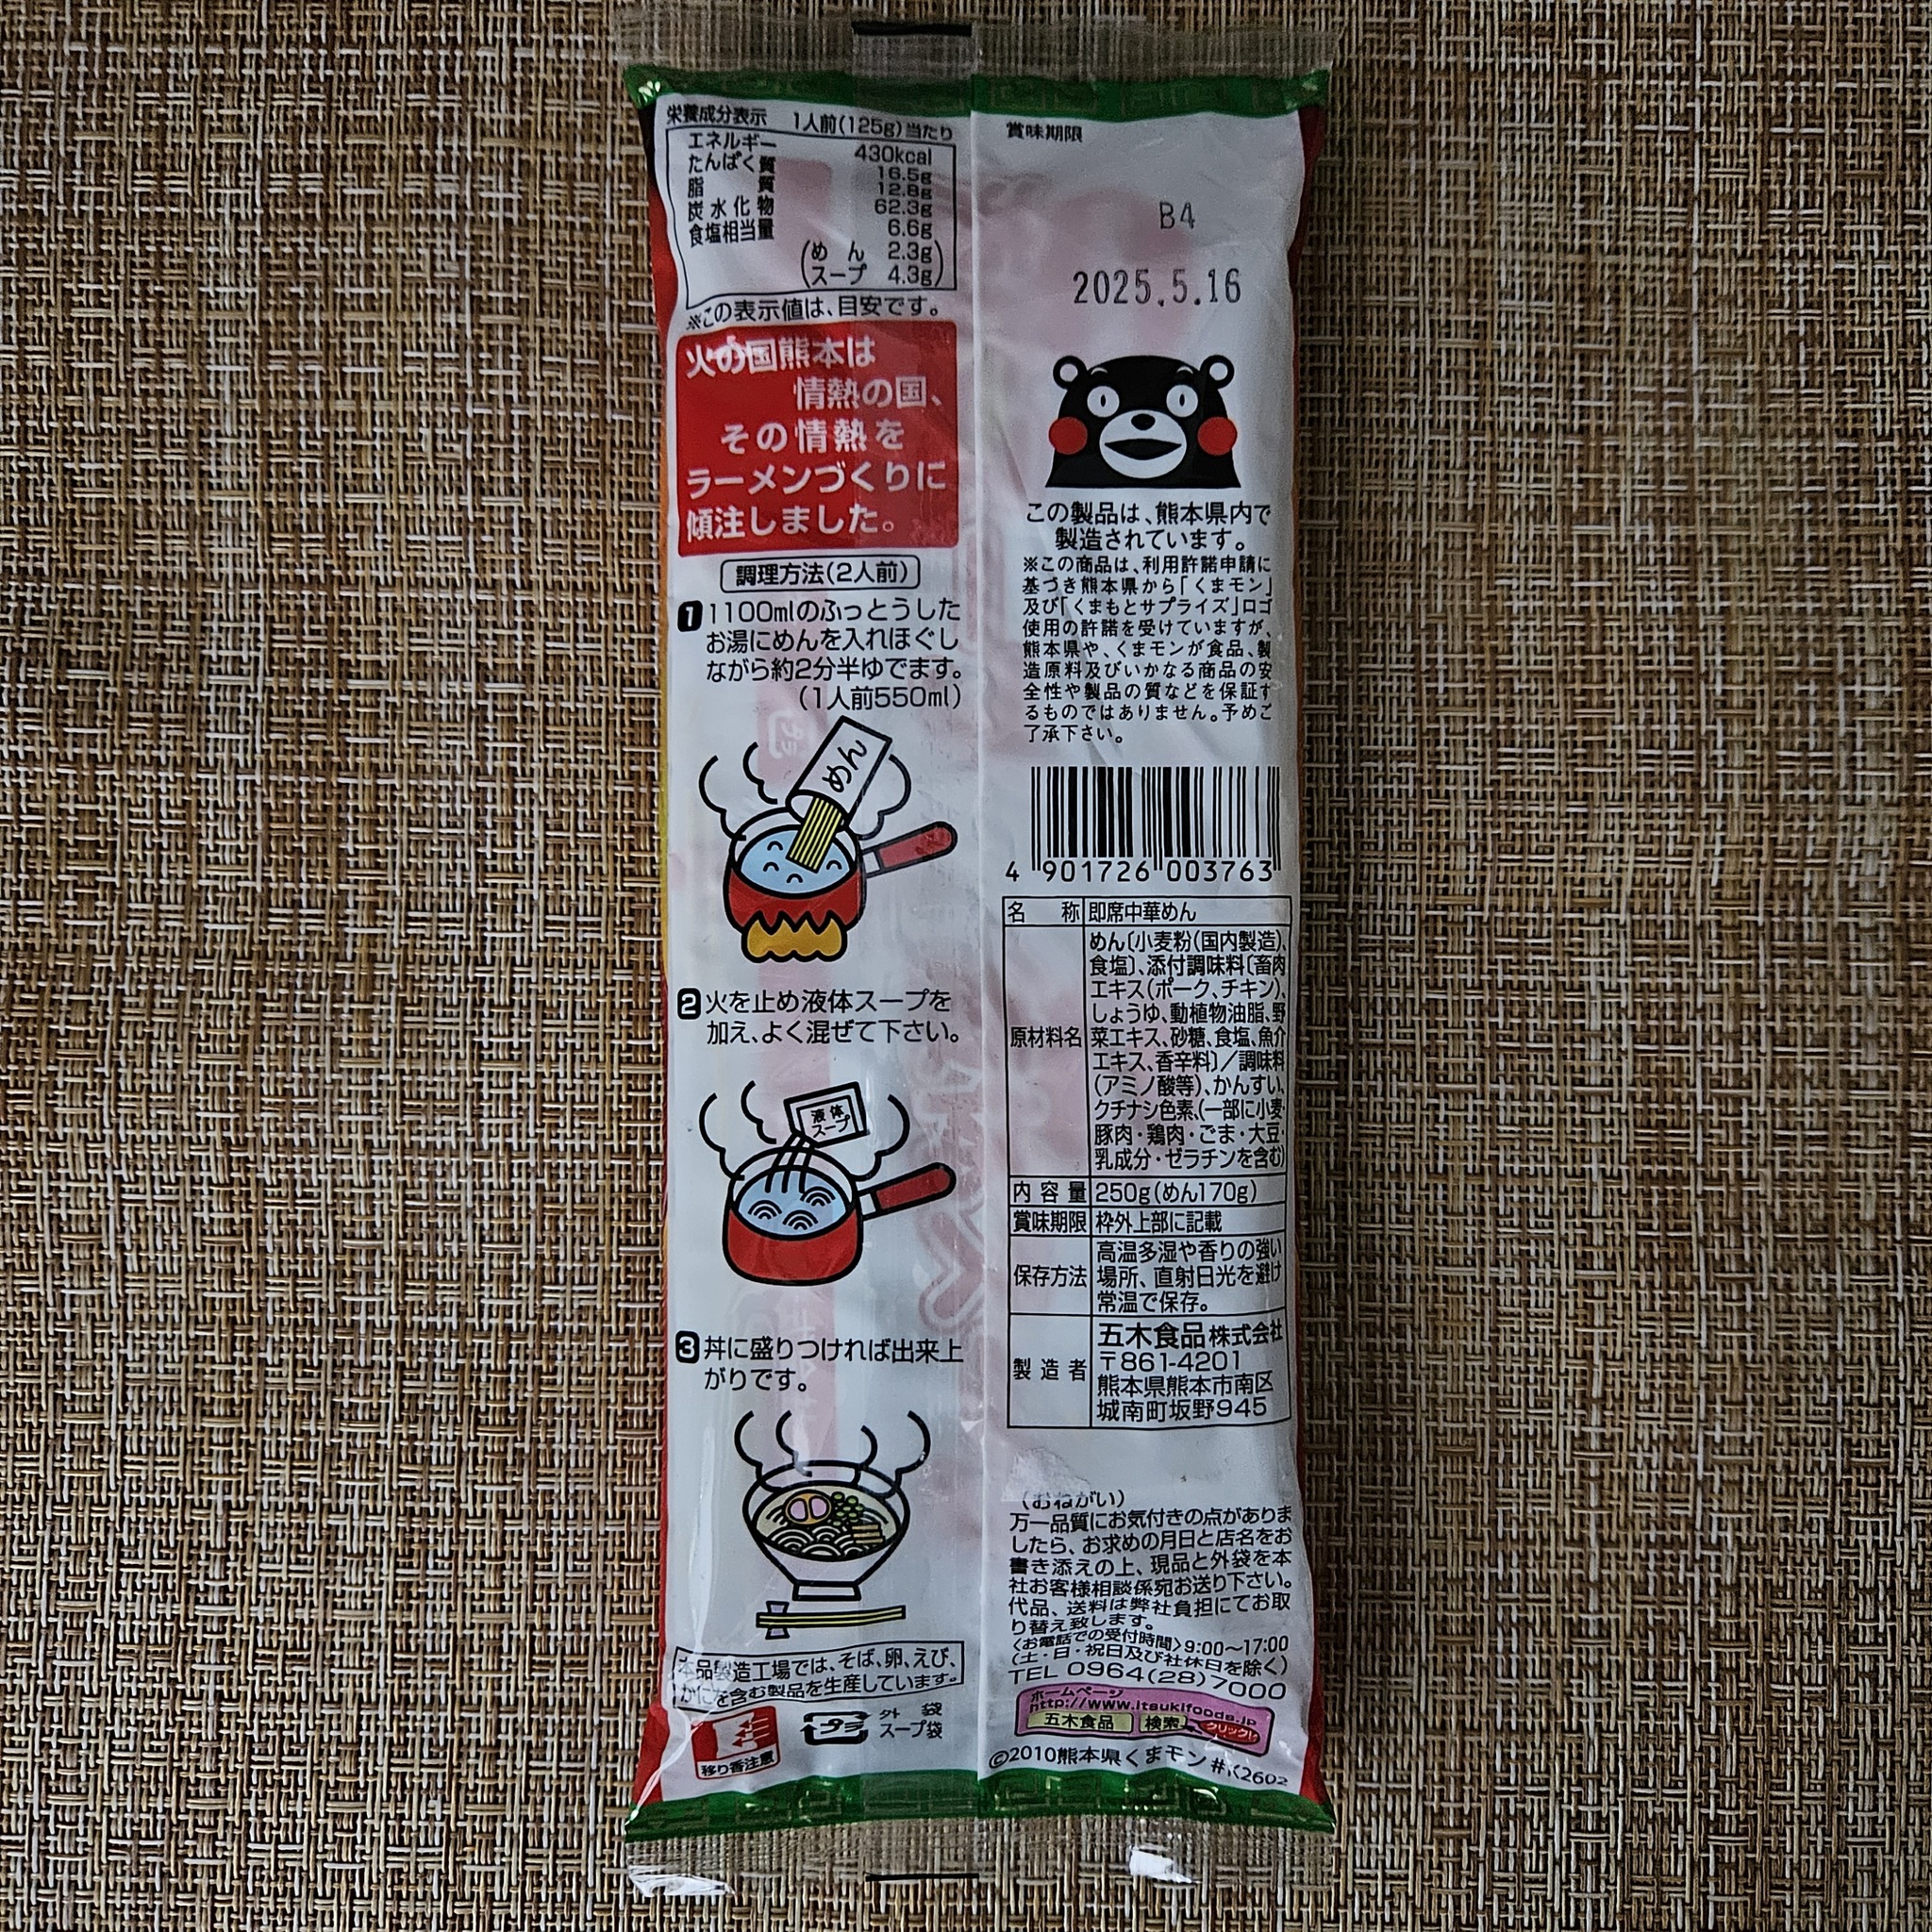 栄養成分表示 1人前(125g)当たり
エネルギー 430kcal
たんぱく質 16.5g
脂質 12.8g
炭水化物 62.3g
食塩相当量 6.6g
(めん 2.3g
スープ 4.3g)
※この表示値は、目安です。
火の国熊本は
情熱の国、
その情熱を
ラーメンづくりに
傾注しました。
調理方法(2人前)
1 1100mlのふっとうした
お湯にめんを入れほぐし
ながら約2分半ゆでます。
(1人前550ml)
めん
2 火を止め液体スープを
加え、よく混ぜて下さい。
液体
スープ
3 丼に盛りつければ出来上
がりです。
本品製造工場では、そば、卵、えび、
かにを含む製品を生産しています。
移り香注意
プラ
外袋
スープ袋
賞味期限
B4
2025.5.16
この製品は、熊本県内で
製造されています。
※この商品は、利用許諾申請に
基づき熊本県から「くまモン」
及び「くまもとサプライズ」ロゴ
使用の許諾を受けていますが、
熊本県や、くまモンが食品、製
造原料及びいかなる商品の安
全性や製品の質などを保証す
るものではありません。予めご
了承下さい。
4 901726 003763
名称 即席中華めん
原材料名 めん〔小麦粉(国内製造)、
食塩〕、添付調味料〔畜肉
エキス(ポーク、チキン)、
しょうゆ、動植物油脂、野
菜エキス、砂糖、食塩、魚介
エキス、香辛料〕/調味料
(アミノ酸等)、かんすい、
クチナシ色素、(一部に小麦・
豚肉・鶏肉・ごま・大豆・
乳成分・ゼラチンを含む)
内容量 250g(めん170g)
賞味期限 枠外上部に記載
保存方法 高温多湿や香りの強い
場所、直射日光を避け
常温で保存。
製造者 五木食品株式会社
〒861-4201
熊本県熊本市南区
城南町坂野945
(おねがい)
万一品質にお気付きの点がありま
したら、お求めの月日と店名をお
書き添えの上、現品と外袋を本
社お客様相談係宛お送り下さい。
代品、送料は弊社負担にてお取
り替え致します。
〈お電話での受付時間〉9:00〜17:00
(土・日・祝日及び社休日を除く)
TEL 0964(28)7000
ホームページ
http://www.itsukifoods.jp
五木食品 検索 クリック!
©2010熊本県くまモン #K2602